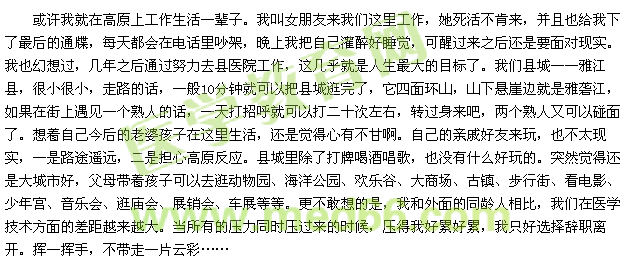 或许我就在高原上工作生活一辈子。我叫女朋友来我们这里工作，她死活不肯来，并且也给我下
了最后的通牒，每天都会在电话里吵架，晚上我把自己灌醉好睡觉，可醒过来之后还是要面对现实。
我也幻想过，几年之后通过努力去县医院工作，这几乎就是人生最大的目标了。我们县城——雅江
县，很小很小，走路的话，一般10分钟就可以把县城逛完了，它四面环山，山下悬崖边就是雅砻江，
如果在街上遇见一个熟人的话，一天打招呼就可以打二十次左右，转过身来吧，两个熟人又可以碰面
了。想着自己今后的老婆孩子在这里生活，还是觉得心有不甘啊。自己的亲戚好友来玩，也不太现
实，一是路途遥远，二是担心高原反应。县城里除了打牌喝酒唱歌，也没有什么好玩的。突然觉得还
是大城市好，父母带着孩子可以去逛动物园、海洋公园、欢乐谷、大商场、古镇、步行街、看电影、
少年宫、音乐会、逛庙会、展销会、车展等等。更不敢想的是，我和外面的同龄人相比，我们在医学
技术方面的差距越来越大。当所有的压力同时压过来的时候，压得我好累好累，我只好选择辞职离
开。挥一挥手，不带走一片云彩……
医学教育网
www.med66.com